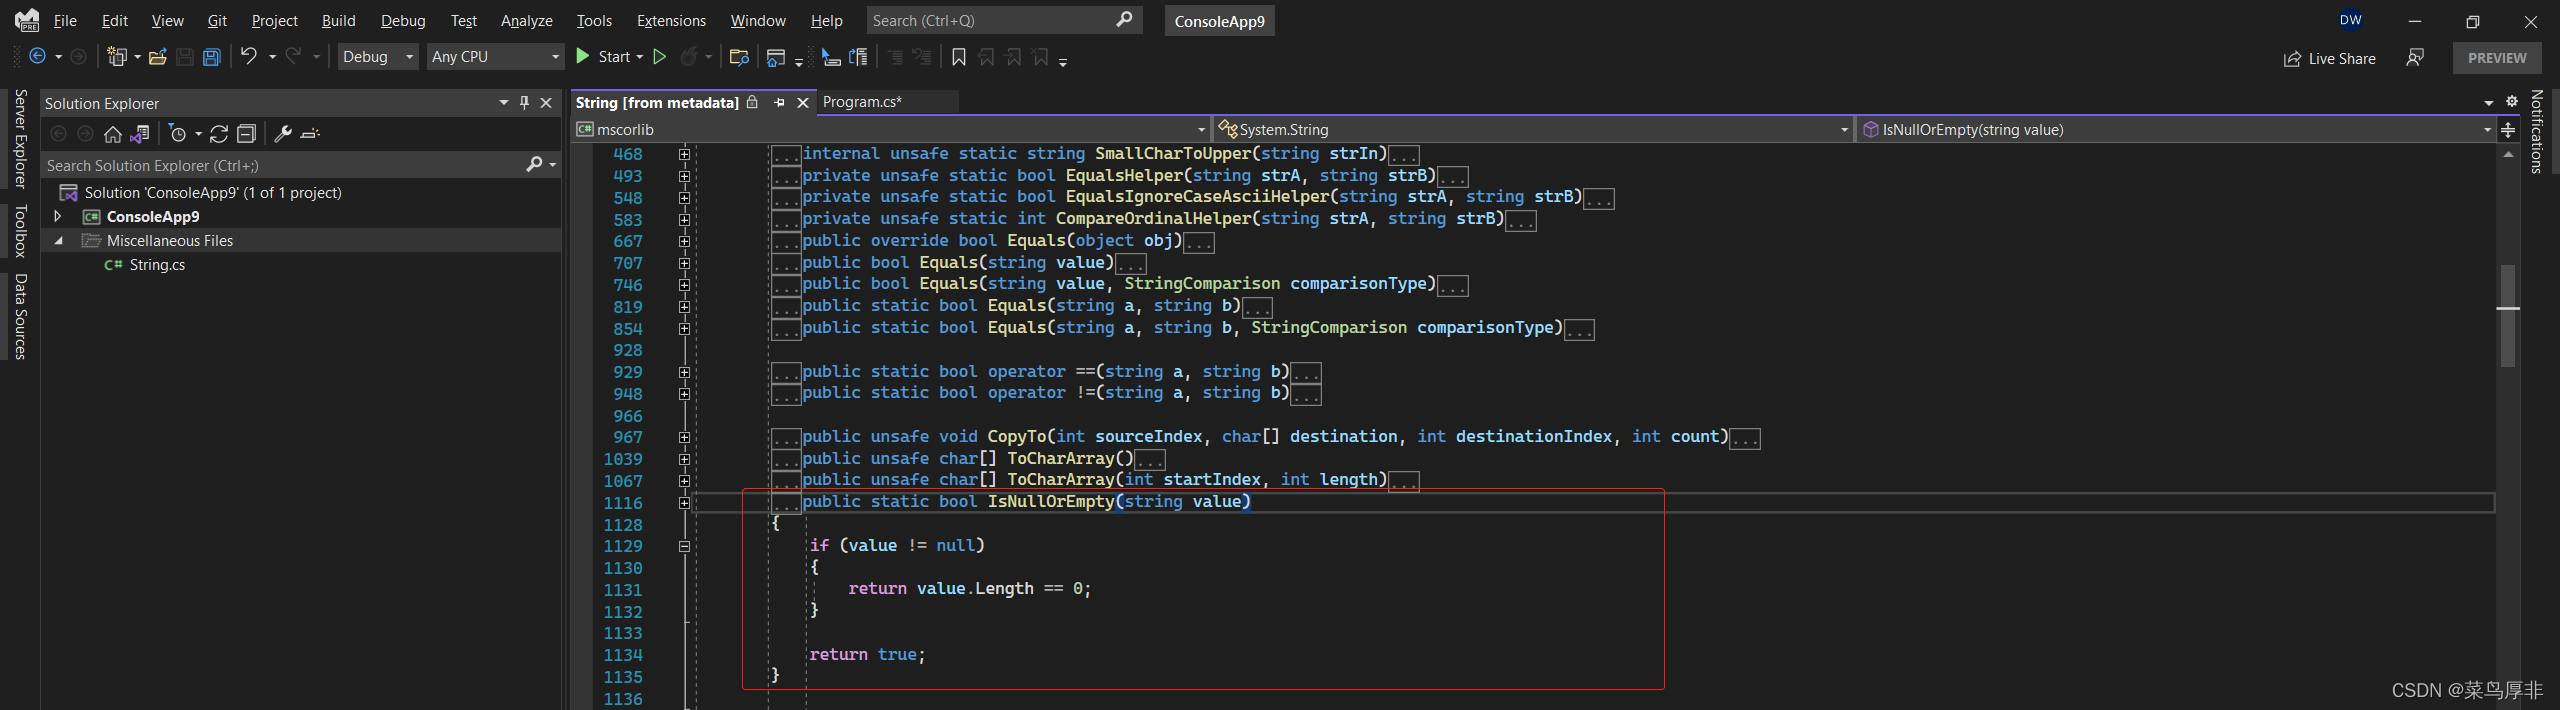 PRE File Edit View Git Project Build Debug Test Analyze Tools Extensions Window Help Search (Ctrl+Q) ConsoleApp9 DW
Debug Any CPU Start Live Share PREVIEW
Server Explorer
Toolbox
Data Sources
Solution Explorer
Search Solution Explorer (Ctrl+;)
Solution 'ConsoleApp9' (1 of 1 project)
C# ConsoleApp9
Miscellaneous Files
C# String.cs
String [from metadata] Program.cs*
C# mscorlib System.String IsNullOrEmpty(string value)
468 ...internal unsafe static string SmallCharToUpper(string strIn)...
493 ...private unsafe static bool EqualsHelper(string strA, string strB)...
548 ...private unsafe static bool EqualsIgnoreCaseAsciiHelper(string strA, string strB)...
583 ...private unsafe static int CompareOrdinalHelper(string strA, string strB)...
667 ...public override bool Equals(object obj)...
707 ...public bool Equals(string value)...
746 ...public bool Equals(string value, StringComparison comparisonType)...
819 ...public static bool Equals(string a, string b)...
854 ...public static bool Equals(string a, string b, StringComparison comparisonType)...
928
929 ...public static bool operator ==(string a, string b)...
948 ...public static bool operator !=(string a, string b)...
966
967 ...public unsafe void CopyTo(int sourceIndex, char[] destination, int destinationIndex, int count)...
1039 ...public unsafe char[] ToCharArray()...
1067 ...public unsafe char[] ToCharArray(int startIndex, int length)...
1116 ...public static bool IsNullOrEmpty(string value)
1128 {
1129 if (value != null)
1130 {
1131 return value.Length == 0;
1132 }
1133
1134 return true;
1135 }
1136
Notifications
CSDN @菜鸟厚非